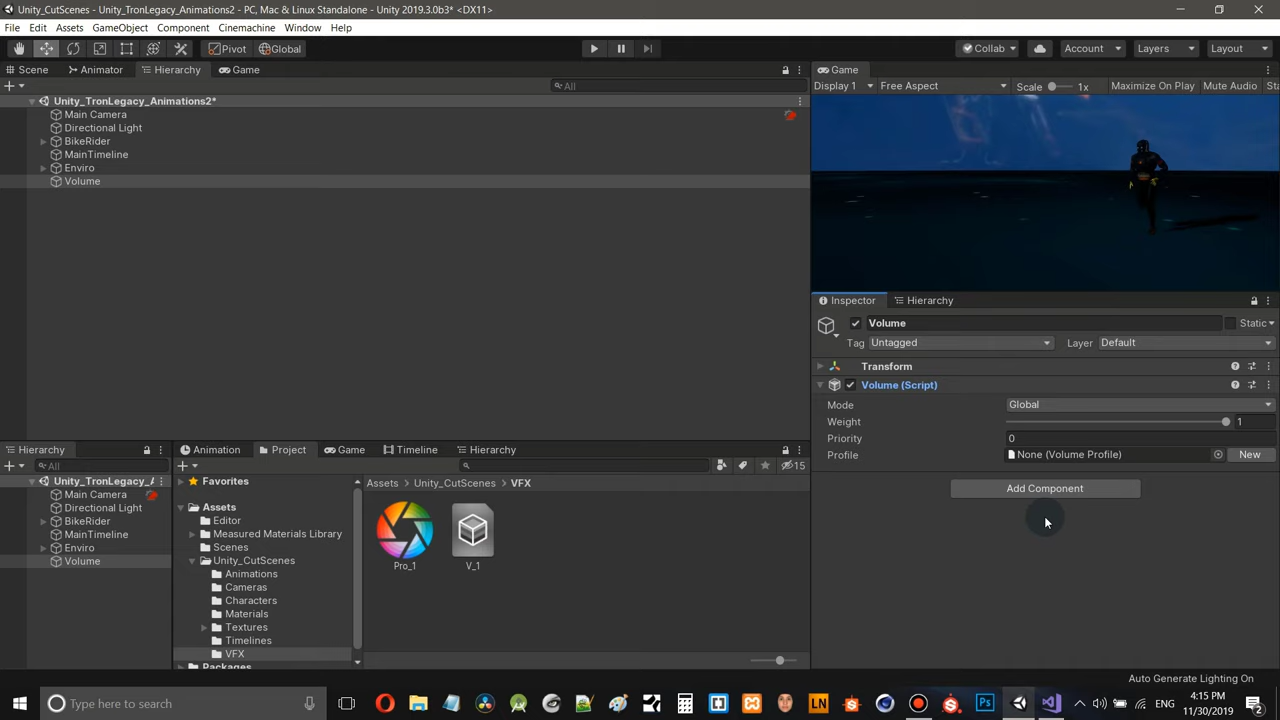 Unity_CutScenes - Unity_TronLegacy_Animations2 - PC, Mac & Linux Standalone - Unity 2019.3.0b3* <DX11>
File Edit Assets GameObject Component Cinemachine Window Help
Pivot Global Collab Account Layers Layout
Scene Animator Hierarchy Game
All
Unity_TronLegacy_Animations2*
Main Camera
Directional Light
BikeRider
MainTimeline
Enviro
Volume
Game
Display 1 Free Aspect Scale 1x Maximize On Play Mute Audio Sta
Inspector Hierarchy
Volume Static
Tag Untagged Layer Default
Transform
Volume (Script)
Mode Global
Weight 1
Priority 0
Profile None (Volume Profile) New
Add Component
Hierarchy
All
Unity_TronLegacy_
Main Camera
Directional Light
BikeRider
MainTimeline
Enviro
Volume
Animation Project Game Timeline Hierarchy
15
Favorites
Assets
Editor
Measured Materials Library
Scenes
Unity_CutScenes
Animations
Cameras
Characters
Materials
Textures
Timelines
VFX
Packages
Assets Unity_CutScenes VFX
Pro_1 V_1
Auto Generate Lighting On
Type here to search
LN
Ps
ENG
4:15 PM
11/30/2019
2